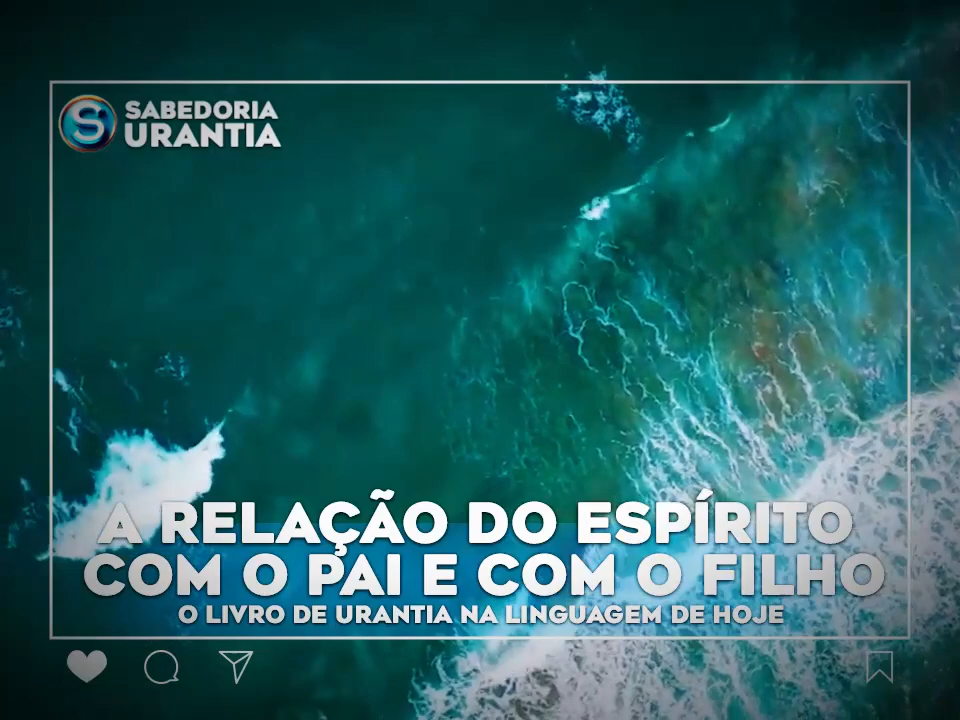 SABEDORIA
URANTIA
A RELAÇÃO DO ESPÍRITO
COM O PAI E COM O FILHO
O LIVRO DE URANTIA NA LINGUAGEM DE HOJE